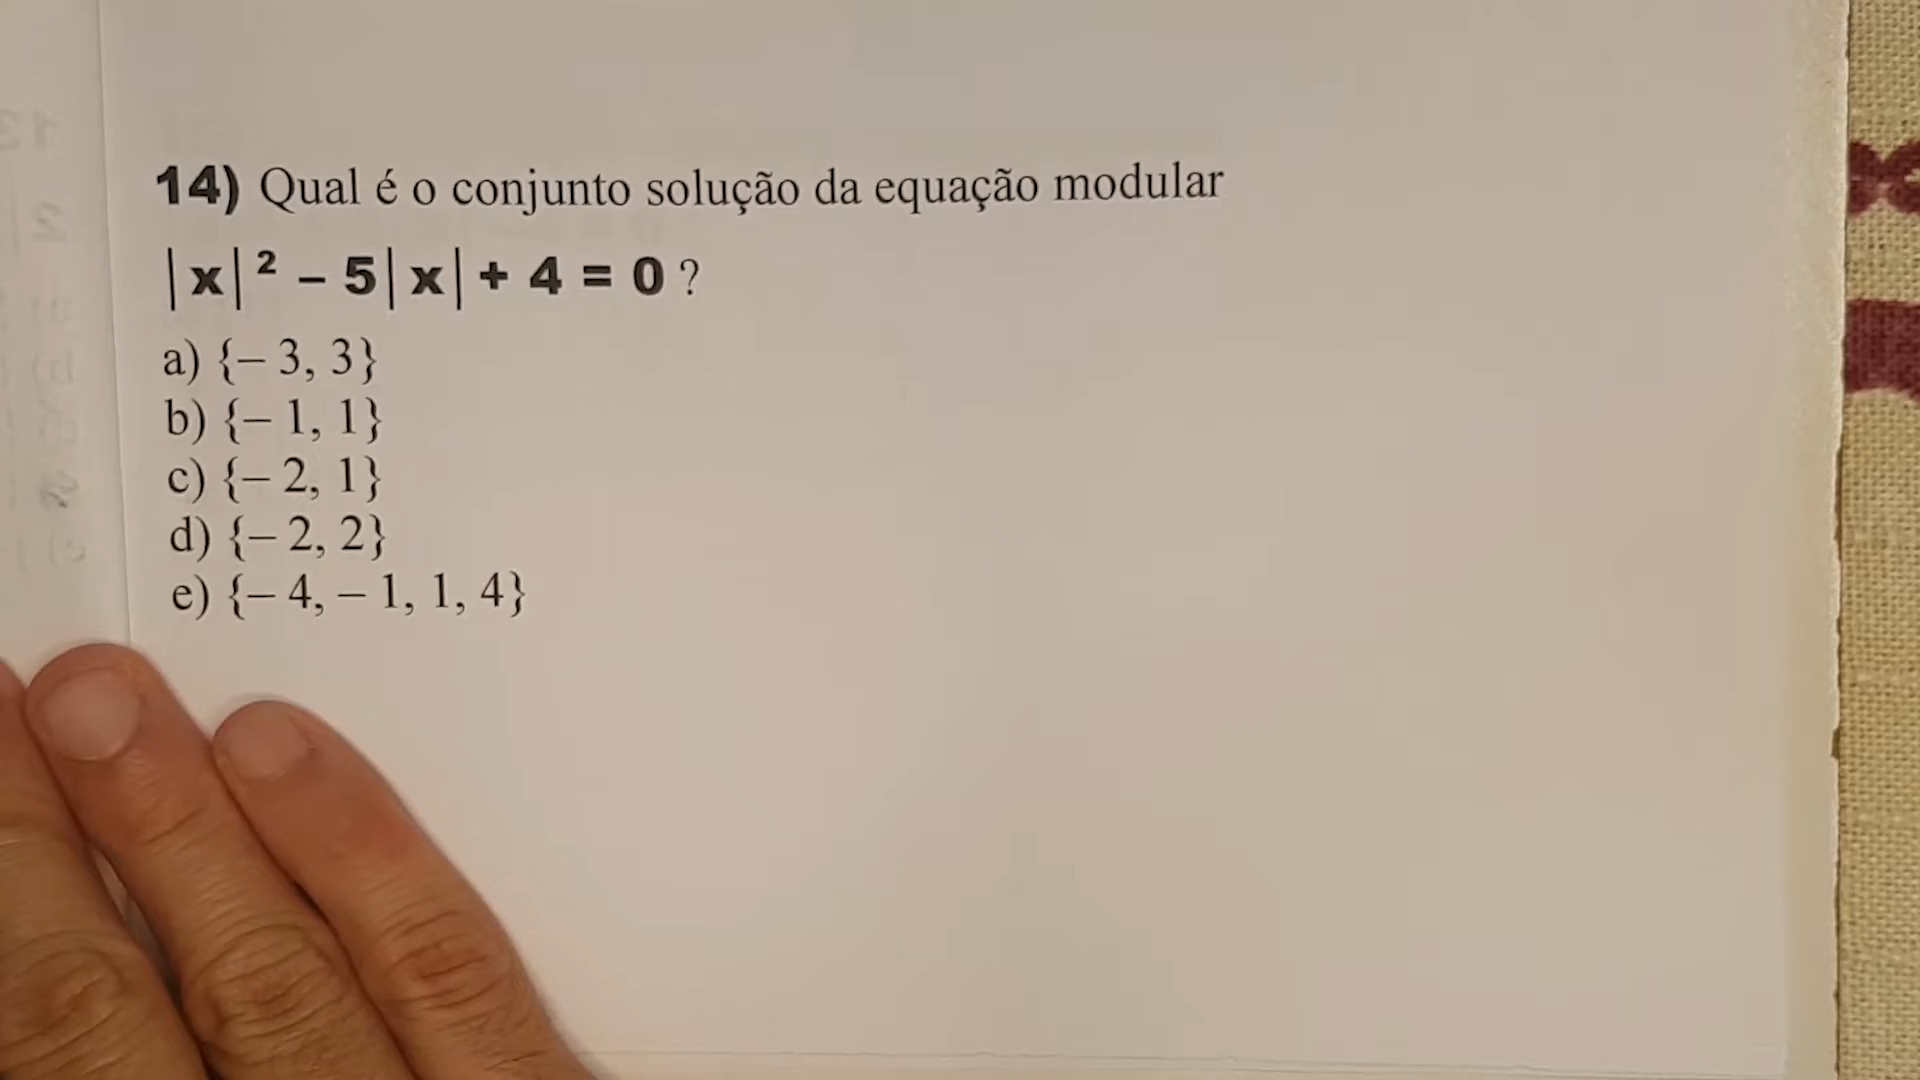 14) Qual é o conjunto solução da equação modular
|x|² – 5|x| + 4 = 0 ?
a) {– 3, 3}
b) {– 1, 1}
c) {– 2, 1}
d) {– 2, 2}
e) {– 4, – 1, 1, 4}